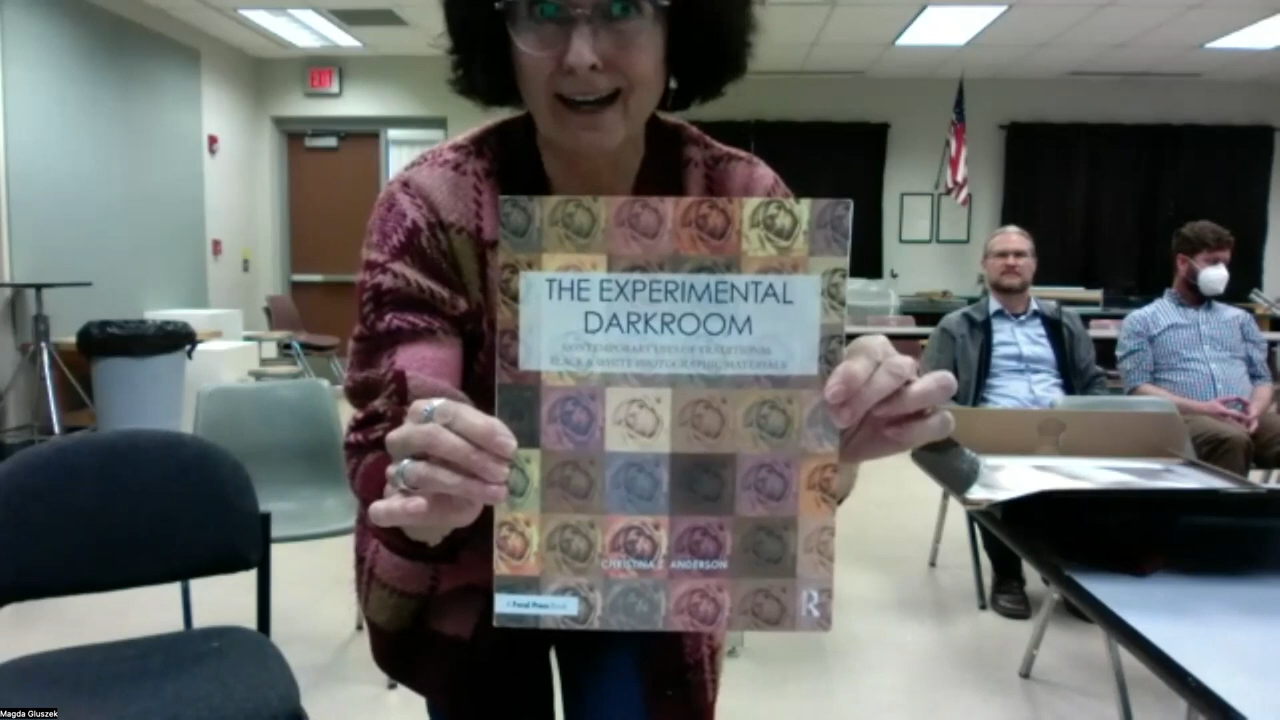 EXIT
THE EXPERIMENTAL
DARKROOM
CONTEMPORARY USES OF TRADITIONAL
BLACK & WHITE PHOTOGRAPHIC MATERIALS
CHRISTINA Z. ANDERSON
A Focal Press Book
R
Magda Gluszek